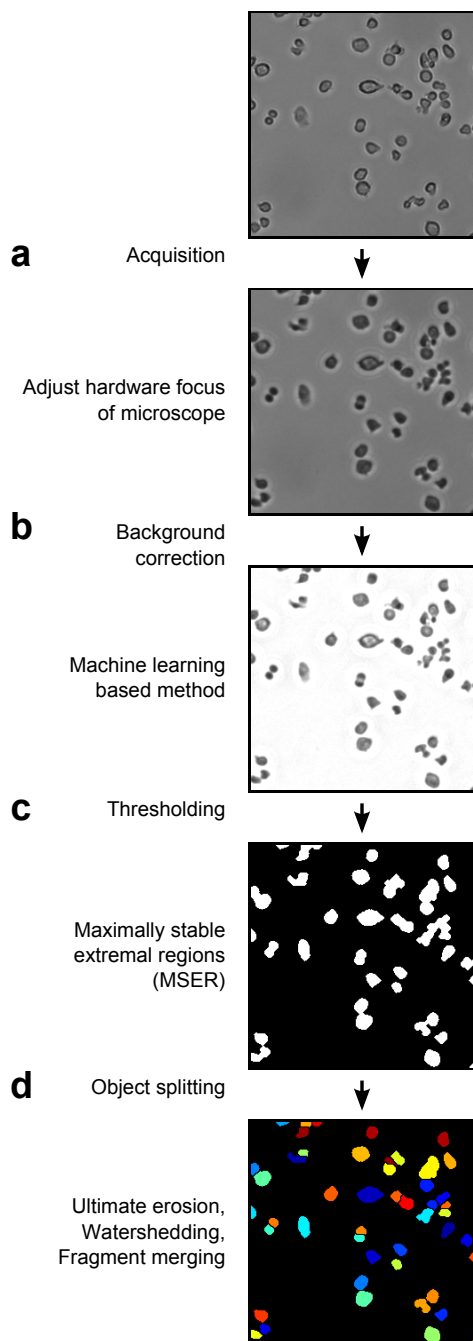 a Acquisition
Adjust hardware focus
of microscope
b Background
correction
Machine learning
based method
c Thresholding
Maximally stable
extremal regions
(MSER)
d Object splitting
Ultimate erosion,
Watershedding,
Fragment merging